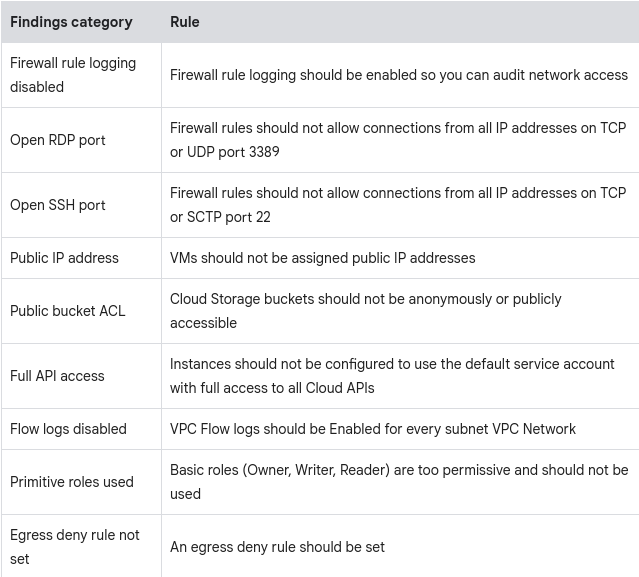 Findings category Rule
Firewall rule logging
disabled
Firewall rule logging should be enabled so you can audit network access
Open RDP port
Firewall rules should not allow connections from all IP addresses on TCP
or UDP port 3389
Open SSH port
Firewall rules should not allow connections from all IP addresses on TCP
or SCTP port 22
Public IP address
VMs should not be assigned public IP addresses
Public bucket ACL
Cloud Storage buckets should not be anonymously or publicly
accessible
Full API access
Instances should not be configured to use the default service account
with full access to all Cloud APIs
Flow logs disabled
VPC Flow logs should be Enabled for every subnet VPC Network
Primitive roles used
Basic roles (Owner, Writer, Reader) are too permissive and should not be
used
Egress deny rule not
set
An egress deny rule should be set